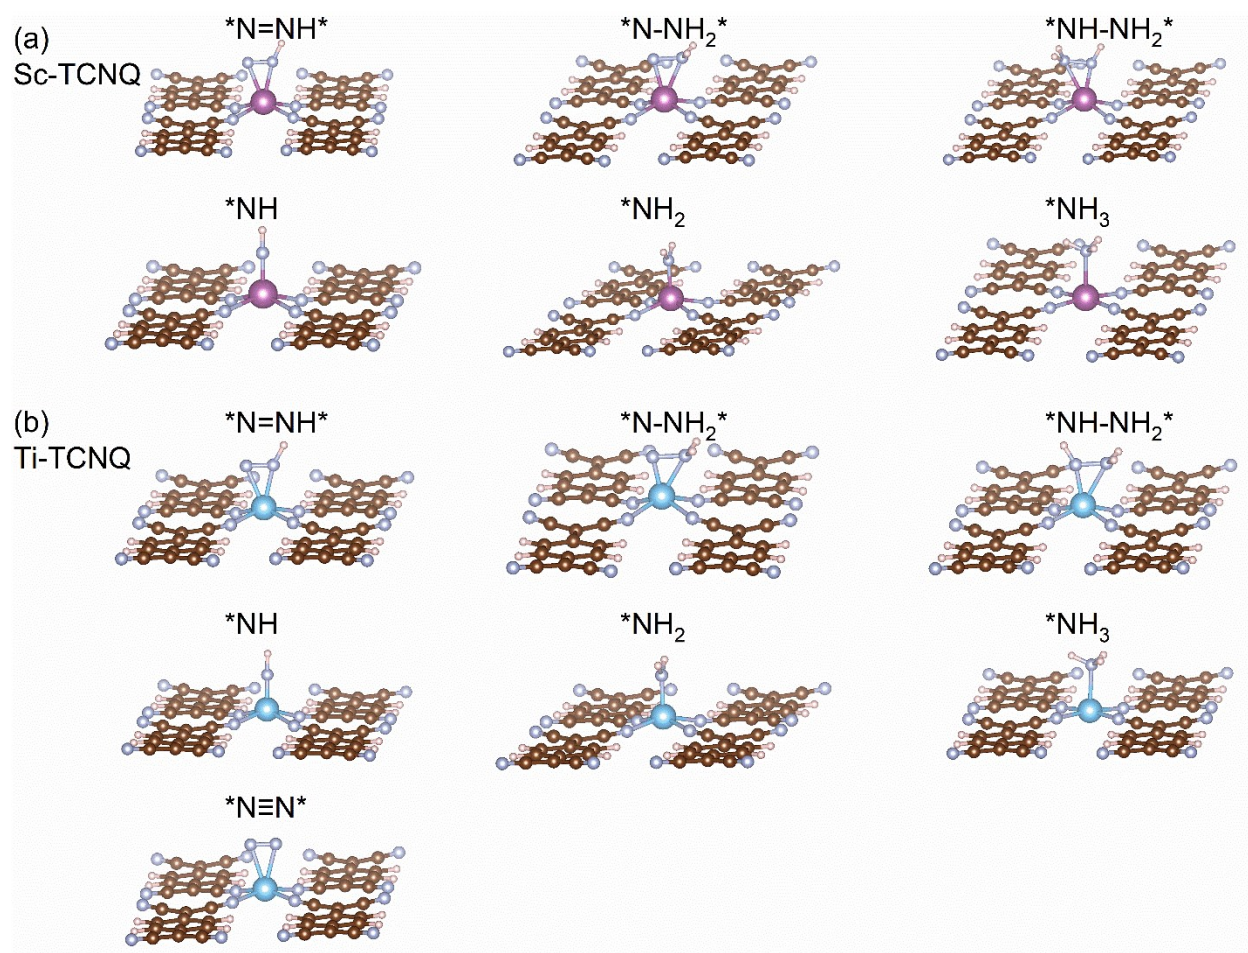 (a)
Sc-TCNQ
*N=NH*
*N-NH₂*
*NH-NH₂*
*NH
*NH₂
*NH₃
(b)
Ti-TCNQ
*N=NH*
*N-NH₂*
*NH-NH₂*
*NH
*NH₂
*NH₃
*N≡N*